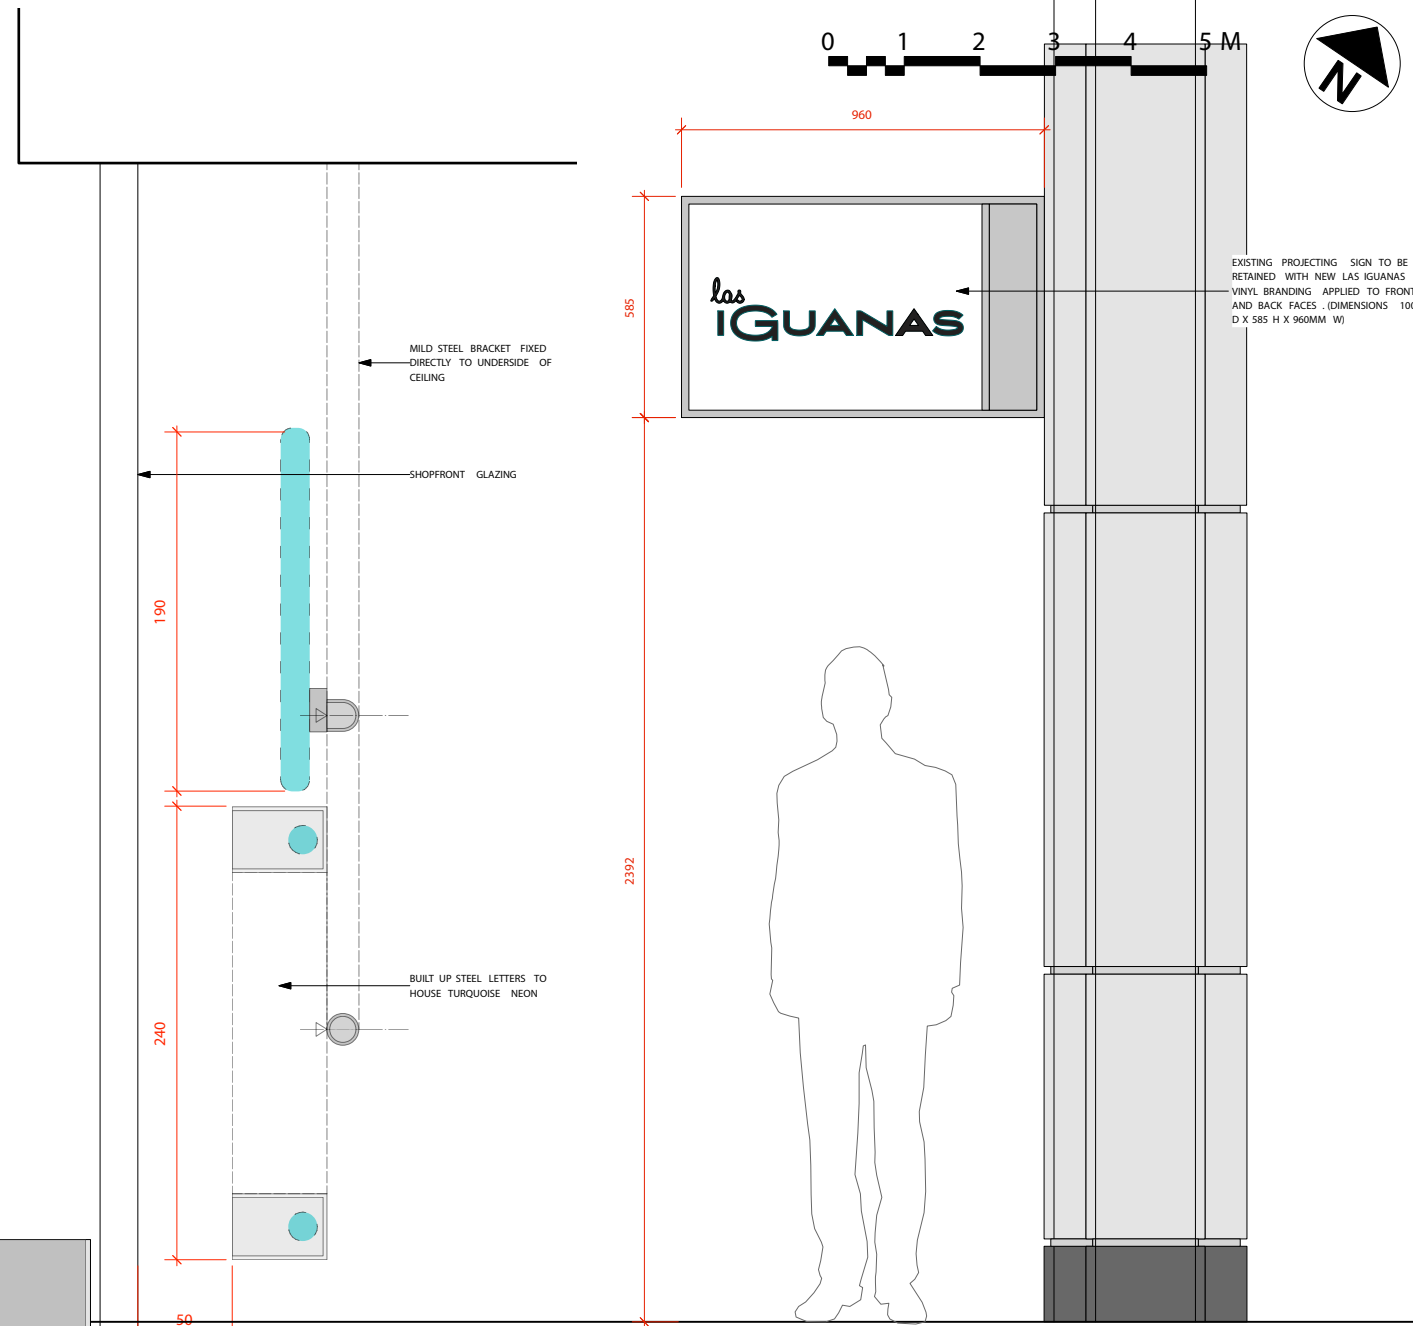 0 1 2 3 4 5 M
N
960
585
las
IGUANAS
EXISTING PROJECTING SIGN TO BE
RETAINED WITH NEW LAS IGUANAS
VINYL BRANDING APPLIED TO FRONT
AND BACK FACES . (DIMENSIONS 100
D X 585 H X 960MM W)
MILD STEEL BRACKET FIXED
DIRECTLY TO UNDERSIDE OF
CEILING
SHOPFRONT GLAZING
190
2392
BUILT UP STEEL LETTERS TO
HOUSE TURQUOISE NEON
240
50